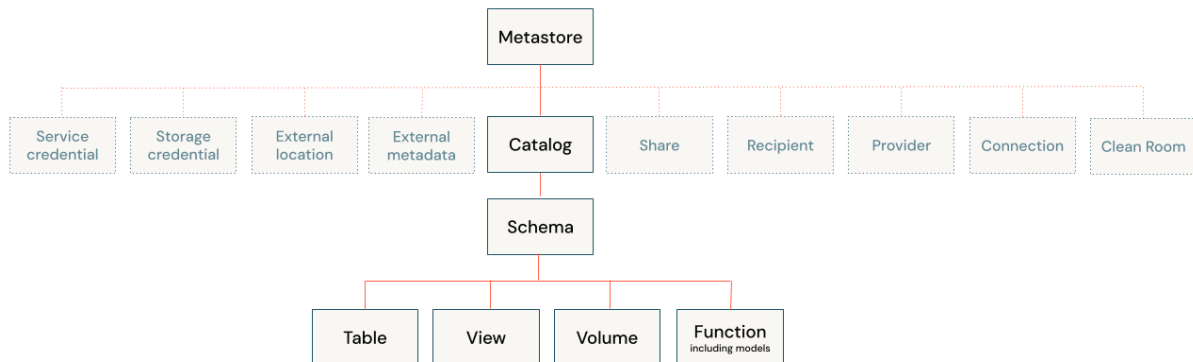 Metastore
Service
credential
Storage
credential
External
location
External
metadata
Catalog
Share
Recipient
Provider
Connection
Clean Room
Schema
Table
View
Volume
Function
including models